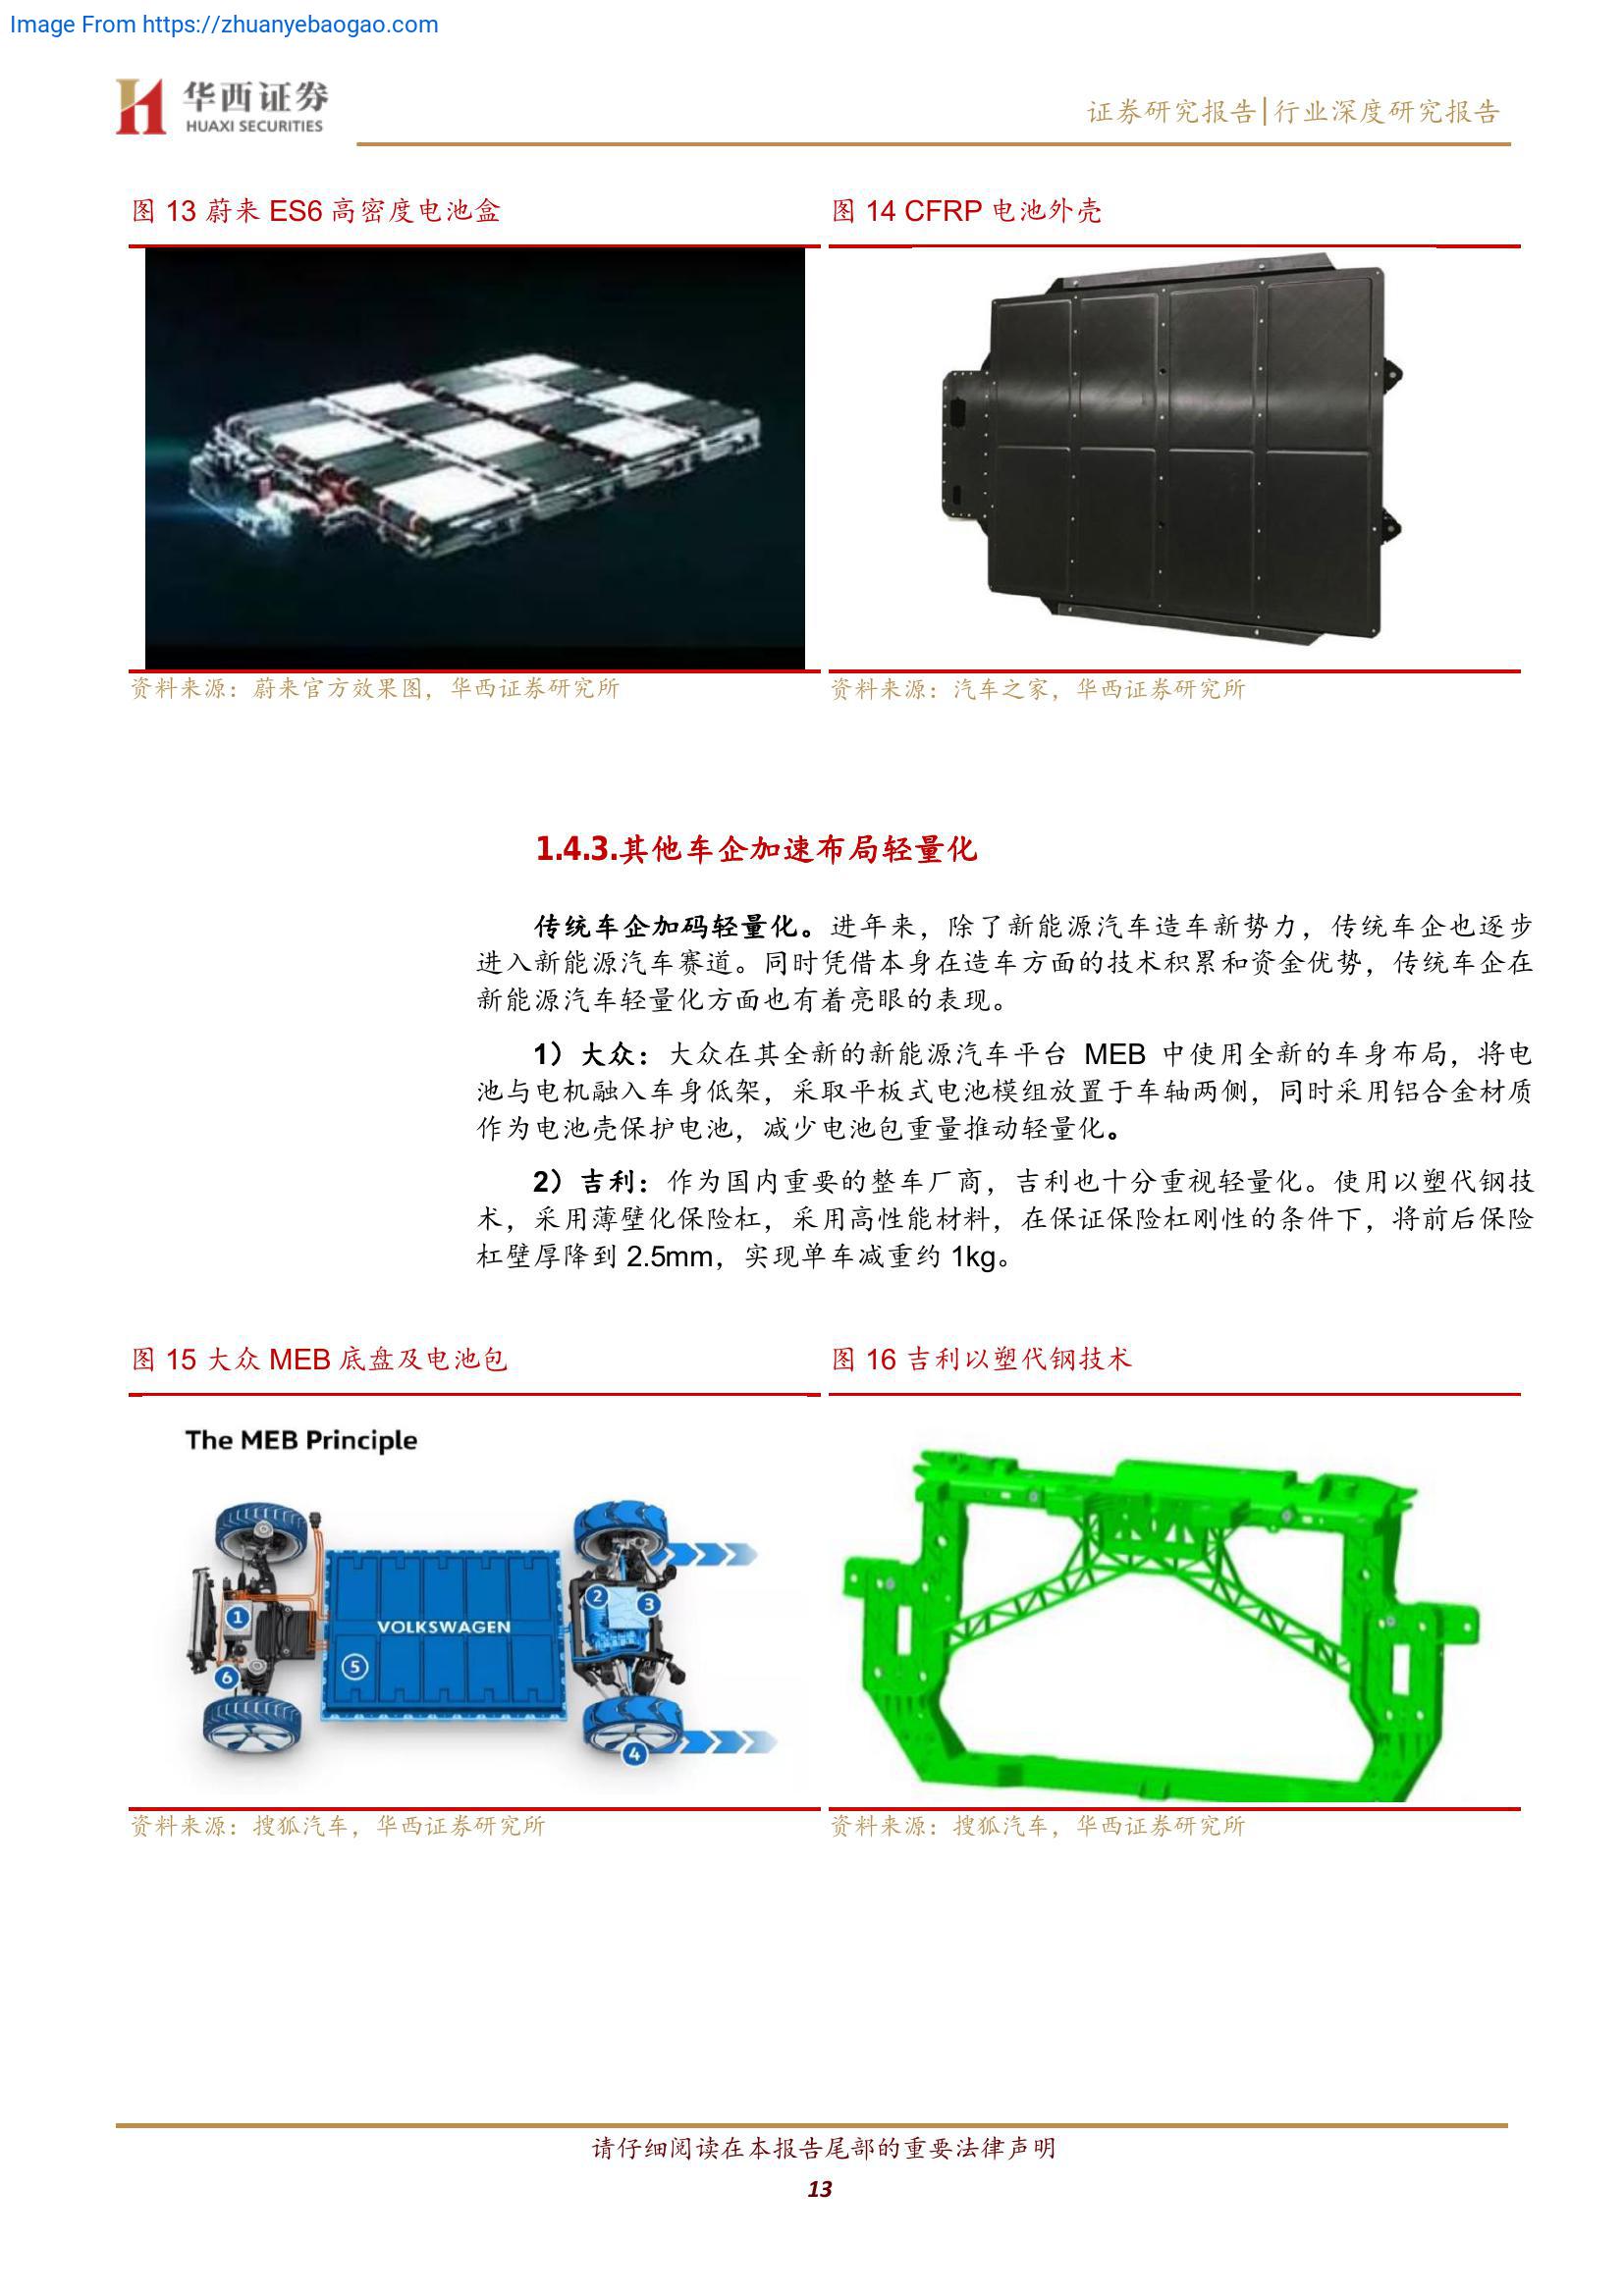 Image From https://zhuanyebaogao.com
华西证券
HUAXI SECURITIES
证券研究报告|行业深度研究报告
图 13 蔚来 ES6 高密度电池盒
图 14 CFRP 电池外壳
资料来源：蔚来官方效果图，华西证券研究所
资料来源：汽车之家，华西证券研究所
1.4.3.其他车企加速布局轻量化
传统车企加码轻量化。进年来，除了新能源汽车造车新势力，传统车企也逐步
进入新能源汽车赛道。同时凭借本身在造车方面的技术积累和资金优势，传统车企在
新能源汽车轻量化方面也有着亮眼的表现。
1）大众：大众在其全新的新能源汽车平台 MEB 中使用全新的车身布局，将电
池与电机融入车身低架，采取平板式电池模组放置于车轴两侧，同时采用铝合金材质
作为电池壳保护电池，减少电池包重量推动轻量化。
2）吉利：作为国内重要的整车厂商，吉利也十分重视轻量化。使用以塑代钢技
术，采用薄壁化保险杠，采用高性能材料，在保证保险杠刚性的条件下，将前后保险
杠壁厚降到 2.5mm，实现单车减重约 1kg。
图 15 大众 MEB 底盘及电池包
图 16 吉利以塑代钢技术
The MEB Principle
1
2
3
VOLKSWAGEN
5
6
4
资料来源：搜狐汽车，华西证券研究所
资料来源：搜狐汽车，华西证券研究所
请仔细阅读在本报告尾部的重要法律声明
13